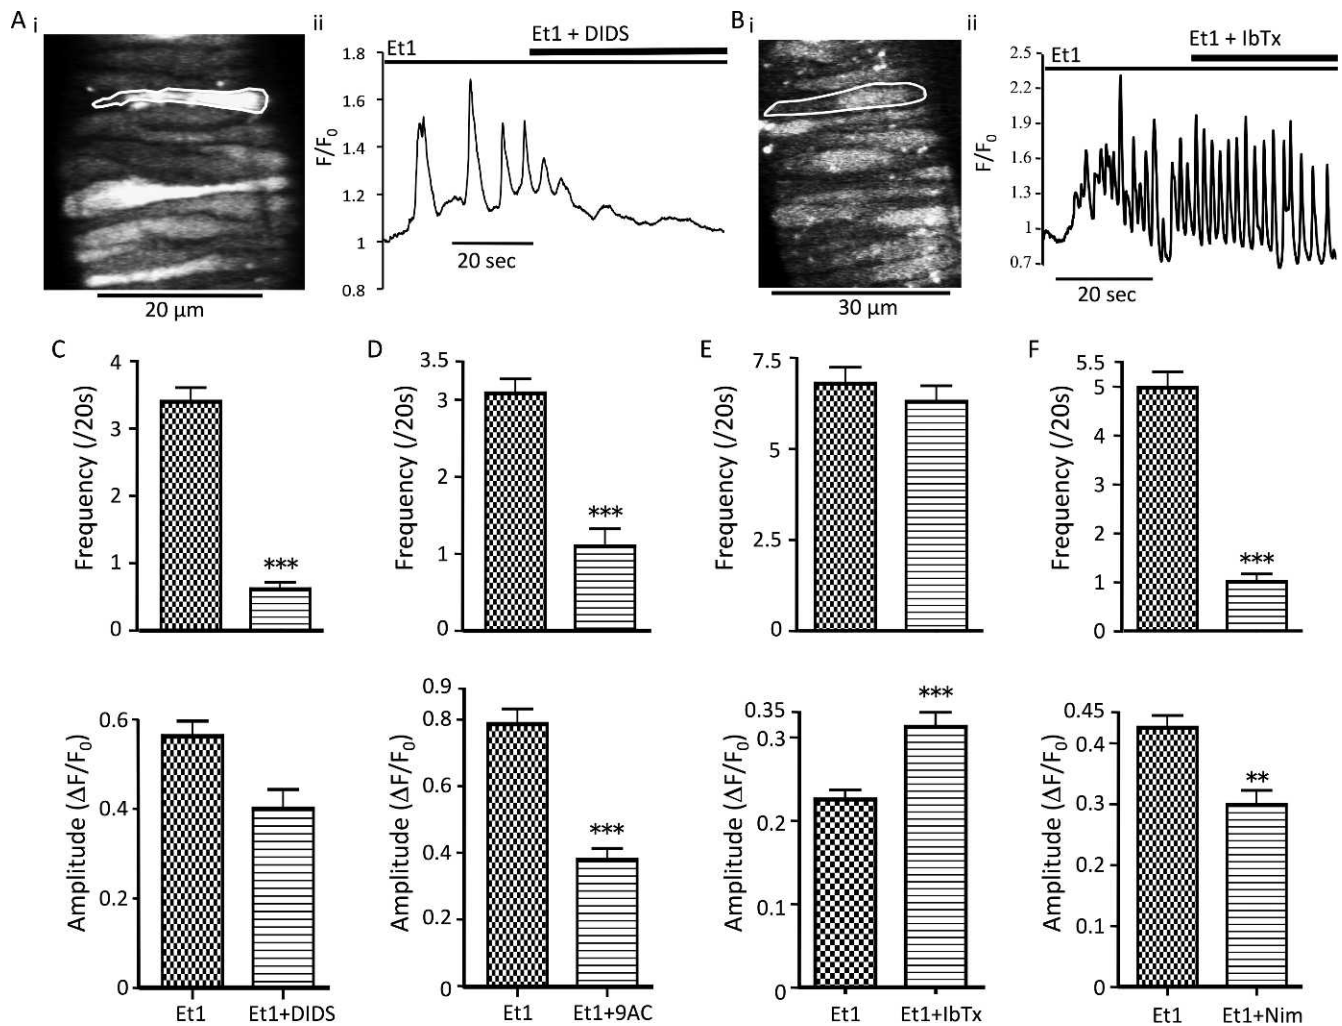 A i
ii
Et1 + DIDS
Et1
1.8
1.6
1.4
1.2
1
0.8
F/F0
20 sec
20 µm
B i
ii
Et1 + IbTx
Et1
2.5
2.2
1.9
1.6
1.3
1
0.7
F/F0
20 sec
30 µm
C
Frequency (/20s)
4
3
2
1
0
***
D
Frequency (/20s)
3.5
3
2
1
0
***
E
Frequency (/20s)
7.5
5
2.5
0
F
Frequency (/20s)
5.5
5
4
3
2
1
0
***
Amplitude (ΔF/F0)
0.6
0.4
0.2
0
Et1 Et1+DIDS
Amplitude (ΔF/F0)
0.9
0.8
0.6
0.4
0.2
0
***
Et1 Et1+9AC
Amplitude (ΔF/F0)
0.35
0.3
0.2
0.1
0
***
Et1 Et1+IbTx
Amplitude (ΔF/F0)
0.45
0.4
0.3
0.2
0.1
0
**
Et1 Et1+Nim